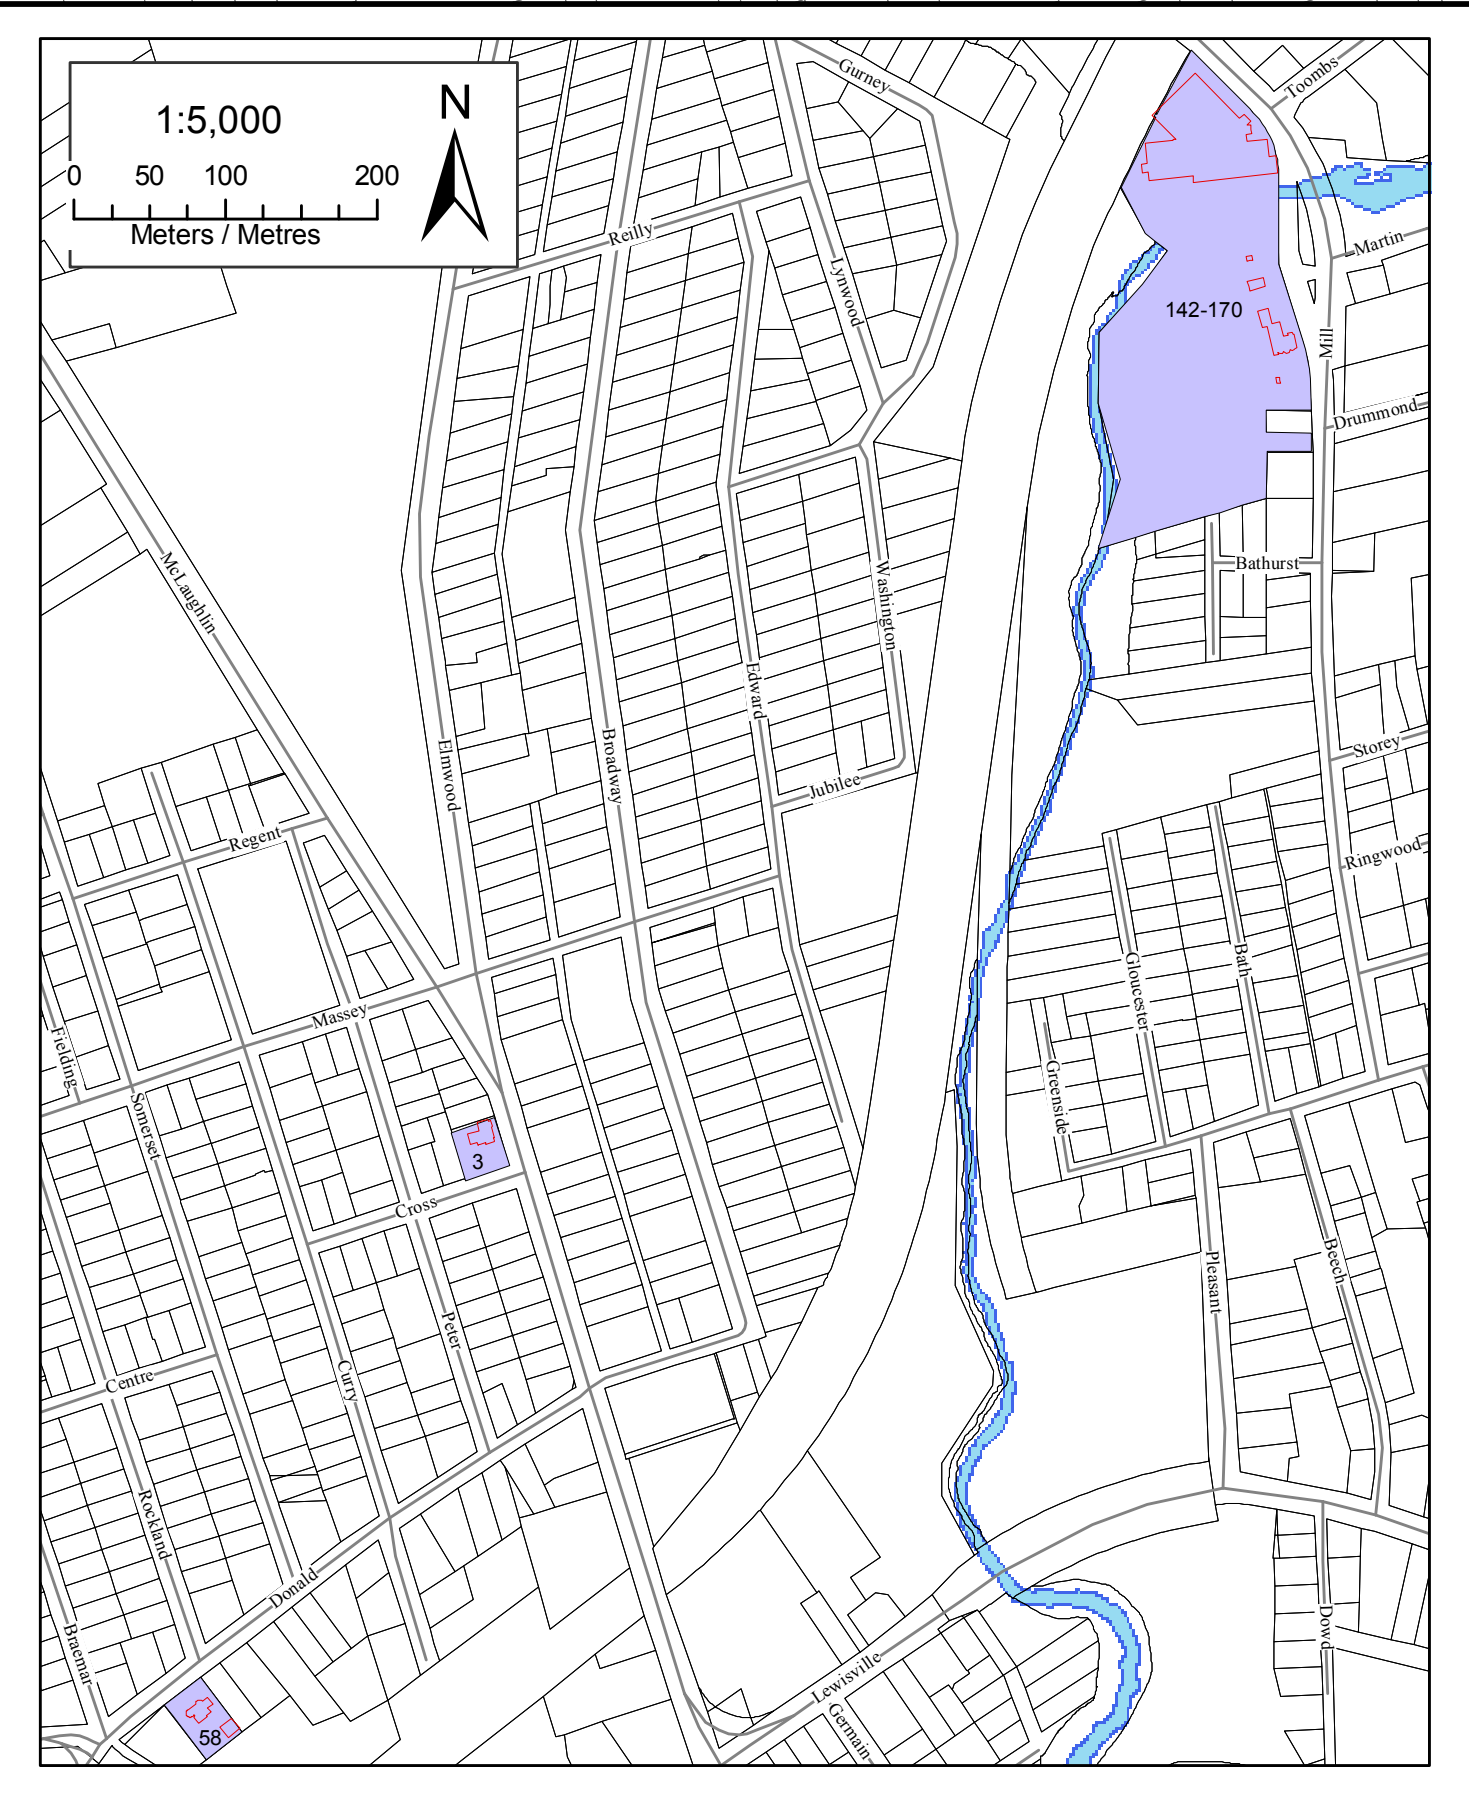 Gurney
Toombs
1:5,000
N
0 50 100 200
Meters / Metres
Reilly
Lynwood
Martin
142-170
Mill
Drummond
McLaughlin
Washington
Bathurst
Edward
Elmwood
Broadway
Jubilee
Storey
Regent
Ringwood
Gloucester
Bath
Massey
Fielding
Greenside
Somerset
3
Cross
Pleasant
Beech
Peter
Centre
Curry
Rockland
Donald
Braemar
Dowd
Lewisville
Germain
58